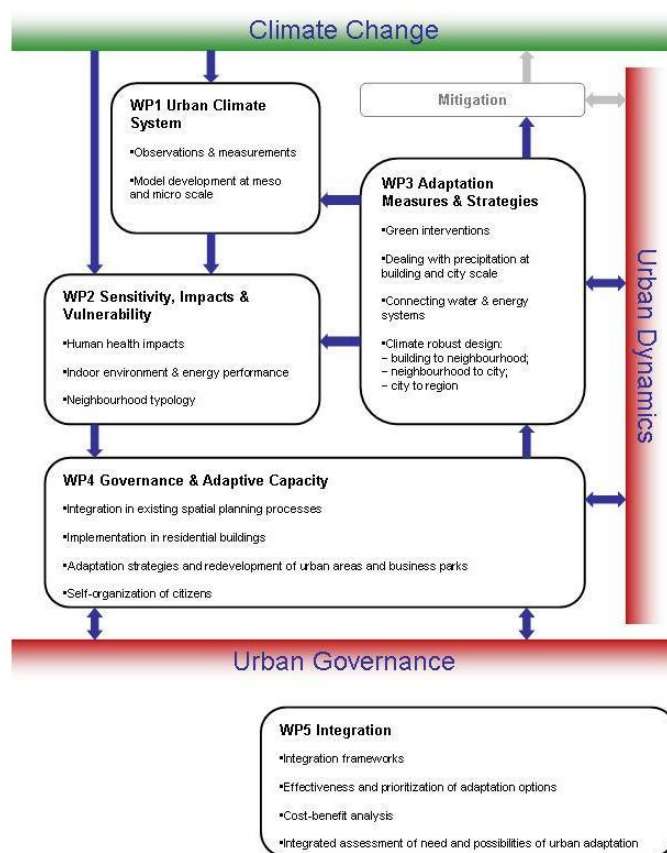 Climate Change
WP1 Urban Climate
System
▪Observations & measurements
▪Model development at meso
and micro scale
Mitigation
WP3 Adaptation
Measures & Strategies
▪Green interventions
▪Dealing with precipitation at
building and city scale
▪Connecting water & energy
systems
▪Climate robust design:
– building to neighbourhood;
– neighbourhood to city;
– city to region
Urban Dynamics
WP2 Sensitivity, Impacts &
Vulnerability
▪Human health impacts
▪Indoor environment & energy performance
▪Neighbourhood typology
WP4 Governance & Adaptive Capacity
▪Integration in existing spatial planning processes
▪Implementation in residential buildings
▪Adaptation strategies and redevelopment of urban areas and business parks
▪Self-organization of citizens
Urban Governance
WP5 Integration
▪Integration frameworks
▪Effectiveness and prioritization of adaptation options
▪Cost-benefit analysis
▪Integrated assessment of need and possibilities of urban adaptation